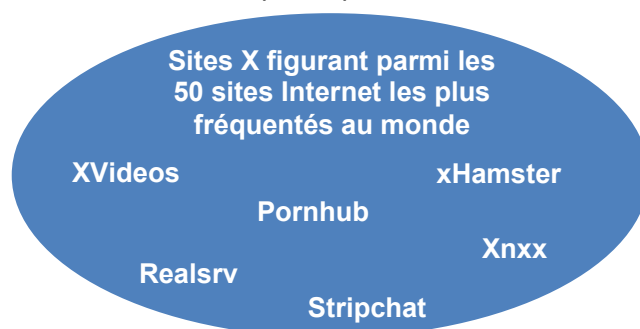 Sites X figurant parmi les
50 sites Internet les plus
fréquentés au monde
XVideos
xHamster
Pornhub
Xnxx
Realsrv
Stripchat